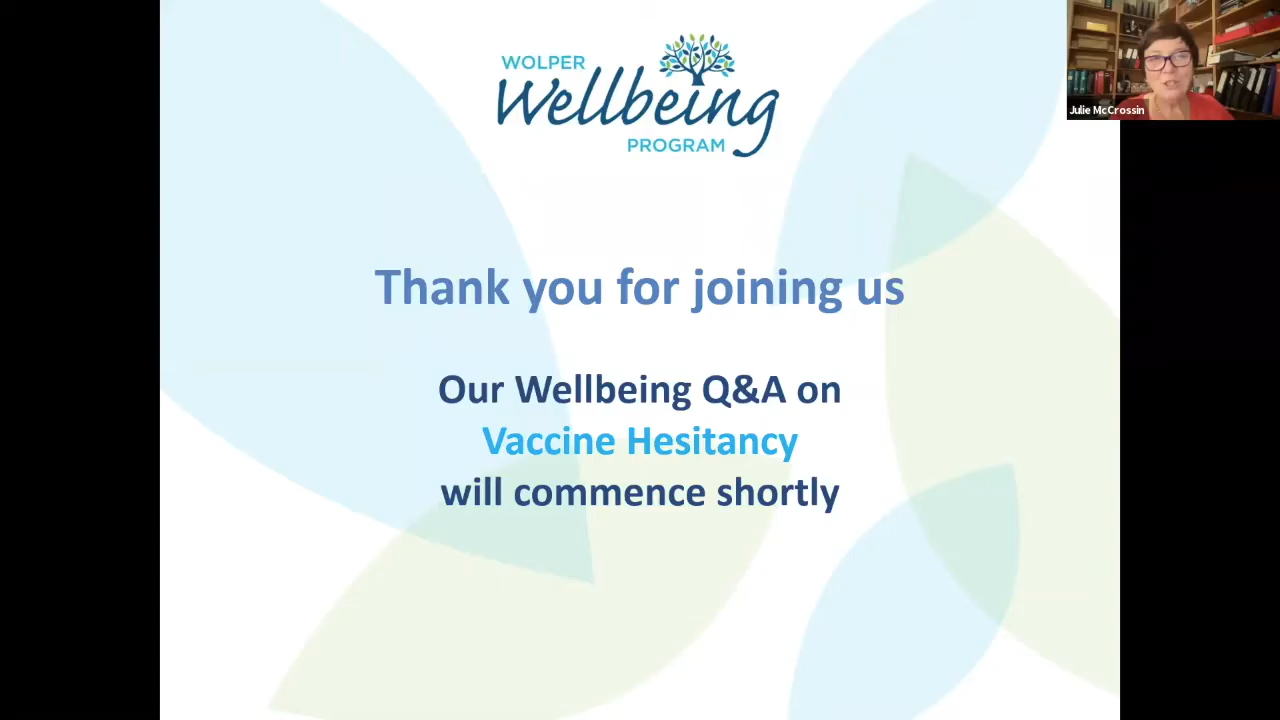 WOLPER
Wellbeing
PROGRAM
Julie McCrossin
Thank you for joining us
Our Wellbeing Q&A on
Vaccine Hesitancy
will commence shortly